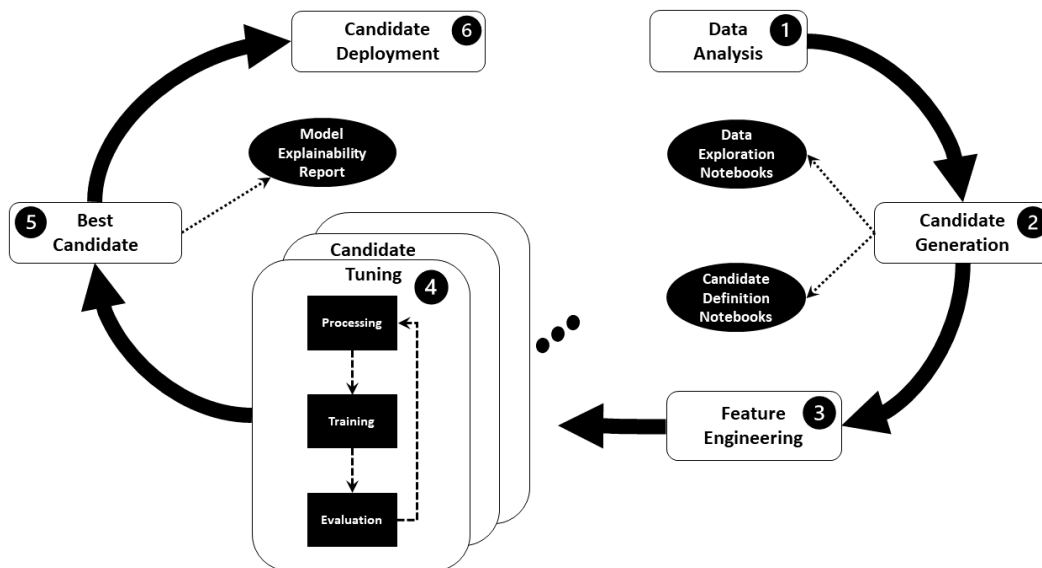 Data
Analysis
1
Data
Exploration
Notebooks
Candidate
Generation
2
Candidate
Definition
Notebooks
Feature
Engineering
3
Candidate
Tuning
4
Processing
Training
Evaluation
5
Best
Candidate
Model
Explainability
Report
Candidate
Deployment
6